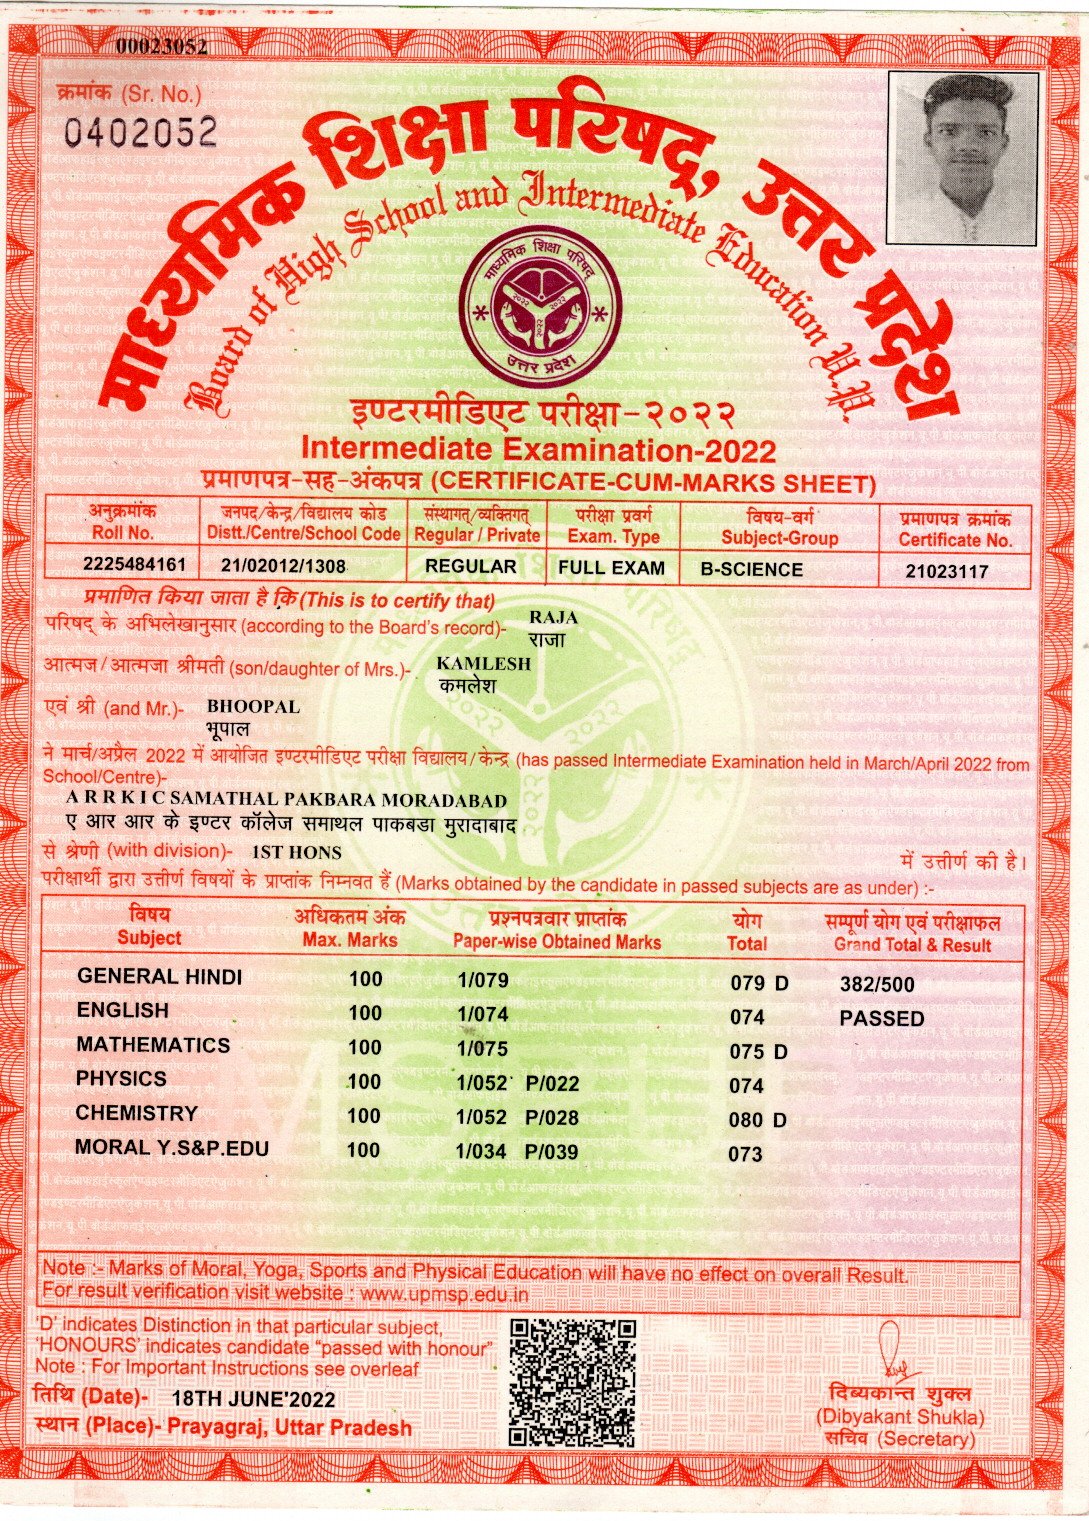 00023052
क्रमांक (Sr. No.)
0402052
माध्यमिक शिक्षा परिषद्, उत्तर प्रदेश
Board of High School and Intermediate Education U.P.
माध्यमिक शिक्षा परिषद
२०२२ २०२२
२०२२
उत्तर प्रदेश
इण्टरमीडिएट परीक्षा-२०२२
Intermediate Examination-2022
प्रमाणपत्र-सह-अंकपत्र (CERTIFICATE-CUM-MARKS SHEET)
अनुक्रमांक जनपद/केन्द्र/विद्यालय कोड संस्थागत्/व्यक्तिगत् परीक्षा प्रवर्ग विषय-वर्ग प्रमाणपत्र क्रमांक
Roll No. Distt./Centre/School Code Regular / Private Exam. Type Subject-Group Certificate No.
2225484161 21/02012/1308 REGULAR FULL EXAM B-SCIENCE 21023117
प्रमाणित किया जाता है कि (This is to certify that)
परिषद् के अभिलेखानुसार (according to the Board's record)- RAJA
राजा
आत्मज/आत्मजा श्रीमती (son/daughter of Mrs.)- KAMLESH
कमलेश
एवं श्री (and Mr.)- BHOOPAL
भूपाल
ने मार्च/अप्रैल 2022 में आयोजित इण्टरमीडिएट परीक्षा विद्यालय/केन्द्र (has passed Intermediate Examination held in March/April 2022 from
School/Centre)-
A R R K I C SAMATHAL PAKBARA MORADABAD
ए आर आर के इण्टर कॉलेज समाथल पाकबडा मुरादाबाद
से श्रेणी (with division)- 1ST HONS में उत्तीर्ण की है।
परीक्षार्थी द्वारा उत्तीर्ण विषयों के प्राप्तांक निम्नवत हैं (Marks obtained by the candidate in passed subjects are as under) :-
विषय अधिकतम अंक प्रश्नपत्रवार प्राप्तांक योग सम्पूर्ण योग एवं परीक्षाफल
Subject Max. Marks Paper-wise Obtained Marks Total Grand Total & Result
GENERAL HINDI 100 1/079 079 D 382/500
ENGLISH 100 1/074 074 PASSED
MATHEMATICS 100 1/075 075 D
PHYSICS 100 1/052 P/022 074
CHEMISTRY 100 1/052 P/028 080 D
MORAL Y.S&P.EDU 100 1/034 P/039 073
Note :- Marks of Moral, Yoga, Sports and Physical Education will have no effect on overall Result.
For result verification visit website : www.upmsp.edu.in
'D' indicates Distinction in that particular subject,
'HONOURS' indicates candidate "passed with honour"
Note : For Important Instructions see overleaf
तिथि (Date)- 18TH JUNE'2022
स्थान (Place)- Prayagraj, Uttar Pradesh
दिब्यकान्त शुक्ल
(Dibyakant Shukla)
सचिव (Secretary)